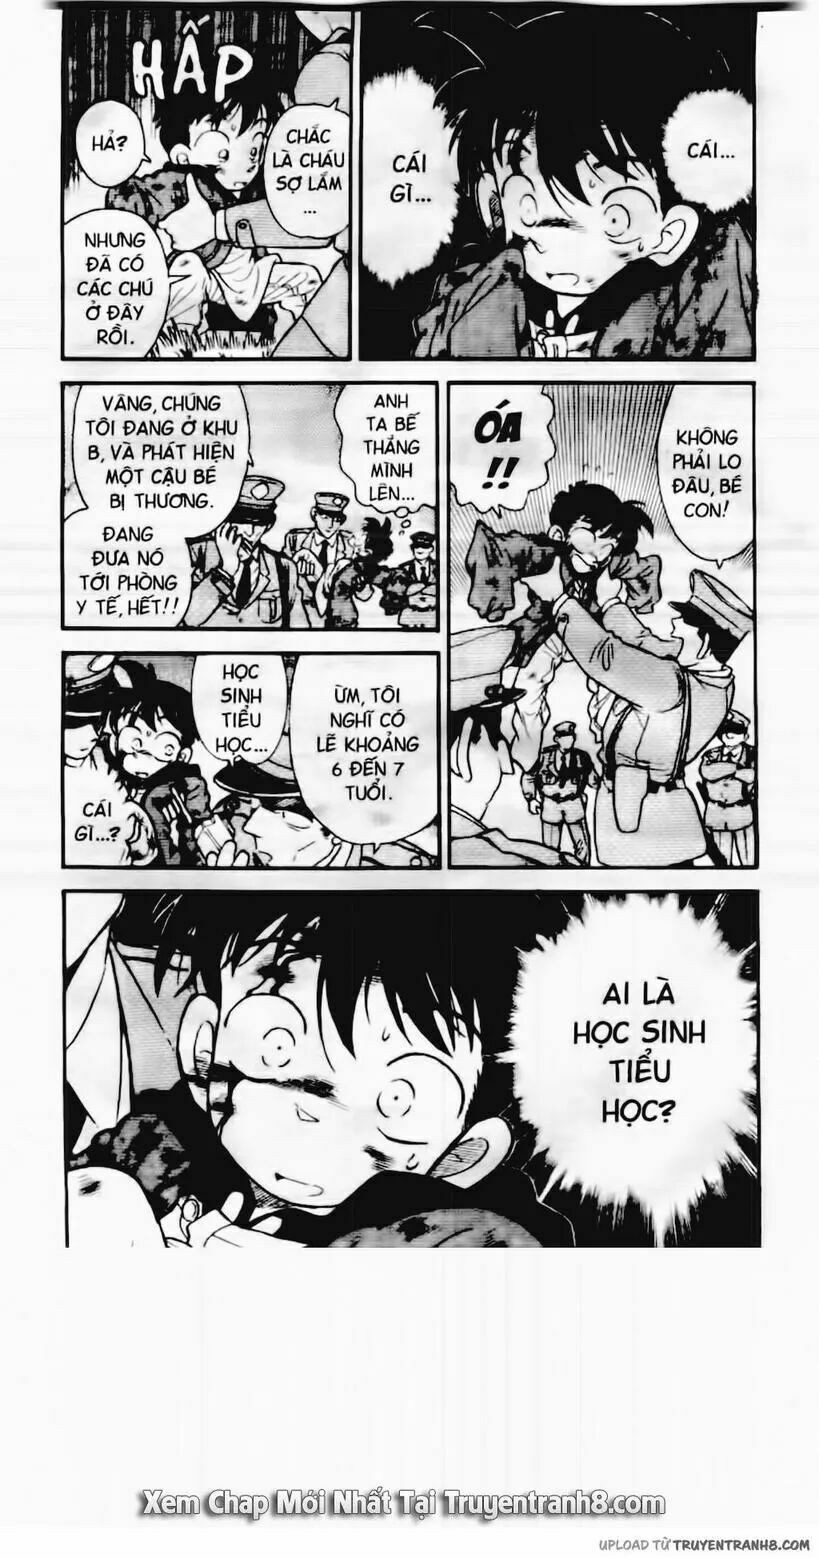 HẤP
HẢ?
CHẮC
LÀ CHÁU
SỢ LẮM
...
NHƯNG
ĐÃ CÓ
CÁC CHÚ
Ở ĐÂY
RỒI.
CÁI
GÌ...
CÁI...
VÂNG, CHÚNG
TÔI ĐANG Ở KHU
B, VÀ PHÁT HIỆN
MỘT CẬU BÉ
BỊ THƯƠNG.
ĐANG
ĐƯA NÓ
TỚI PHÒNG
Y TẾ, HẾT!!
ANH
TA BẾ
THẲNG
MÌNH
LÊN...
ÓA
!!
KHÔNG
PHẢI LO
ĐÂU, BÉ
CON!
HỌC
SINH
TIỂU
HỌC...
CÁI
GÌ...?
ỪM, TÔI
NGHĨ CÓ
LẼ KHOẢNG
6 ĐẾN 7
TUỔI.
AI LÀ
HỌC SINH
TIỂU
HỌC?
Xem Chap Mới Nhất Tại Truyentranh8.com
UPLOAD TỪ TRUYENTRANH8.COM